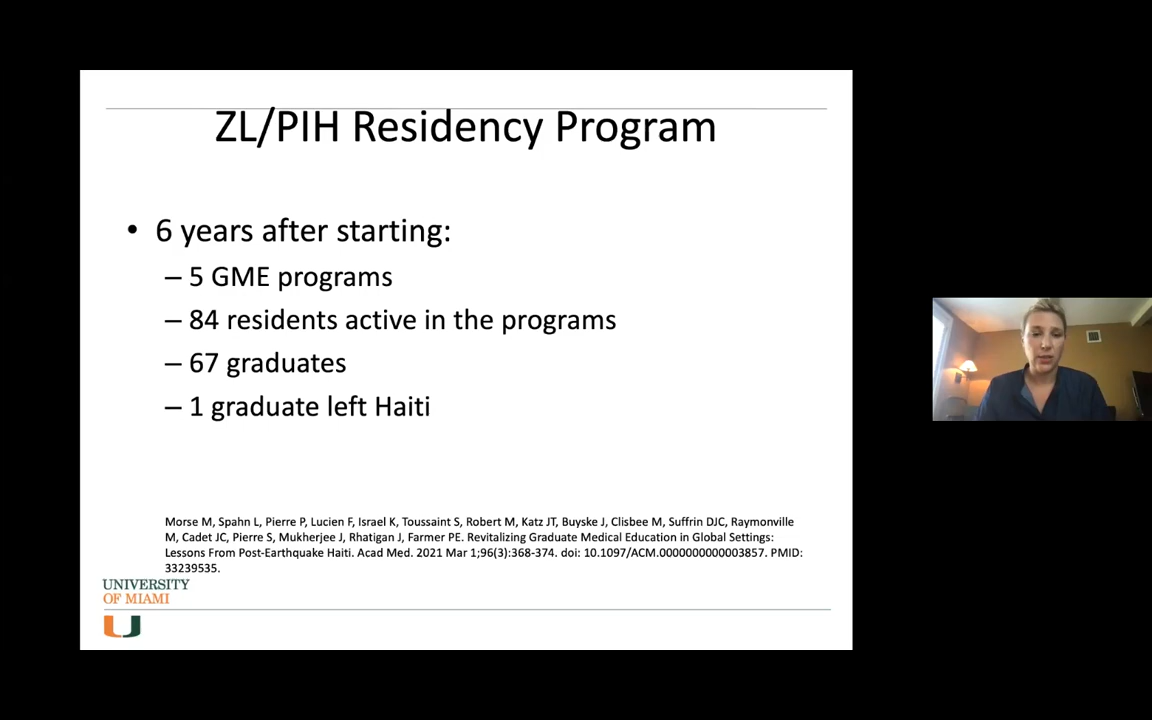 ZL/PIH Residency Program
• 6 years after starting:
– 5 GME programs
– 84 residents active in the programs
– 67 graduates
– 1 graduate left Haiti
Morse M, Spahn L, Pierre P, Lucien F, Israel K, Toussaint S, Robert M, Katz JT, Buyske J, Clisbee M, Suffrin DJC, Raymonville
M, Cadet JC, Pierre S, Mukherjee J, Rhatigan J, Farmer PE. Revitalizing Graduate Medical Education in Global Settings:
Lessons From Post-Earthquake Haiti. Acad Med. 2021 Mar 1;96(3):368-374. doi: 10.1097/ACM.0000000000003857. PMID:
33239535.
UNIVERSITY
OF MIAMI